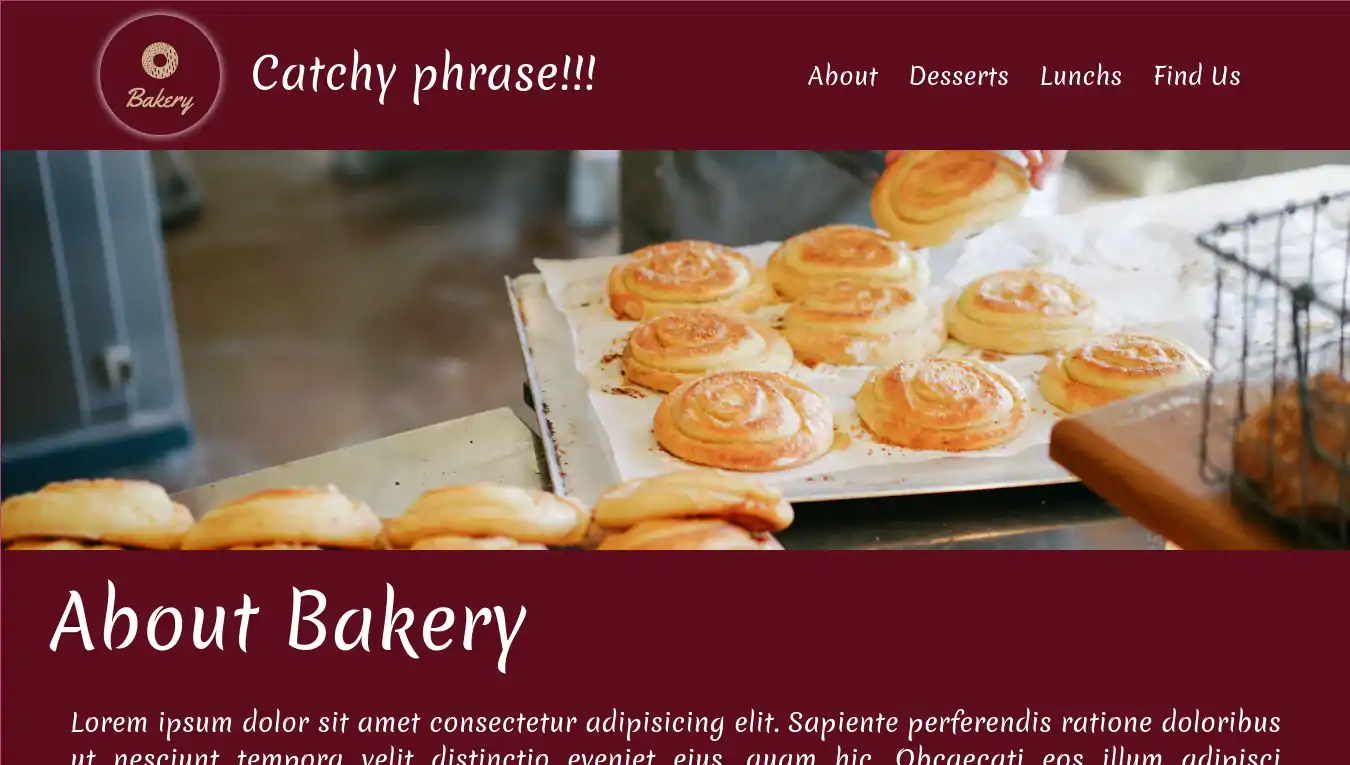 Bakery
Catchy phrase!!!
About Desserts Lunchs Find Us
About Bakery
Lorem ipsum dolor sit amet consectetur adipisicing elit. Sapiente perferendis ratione doloribus
ut nesciunt tempora velit distinctio eveniet eius, quam hic. Obcaecati eos illum adipisci